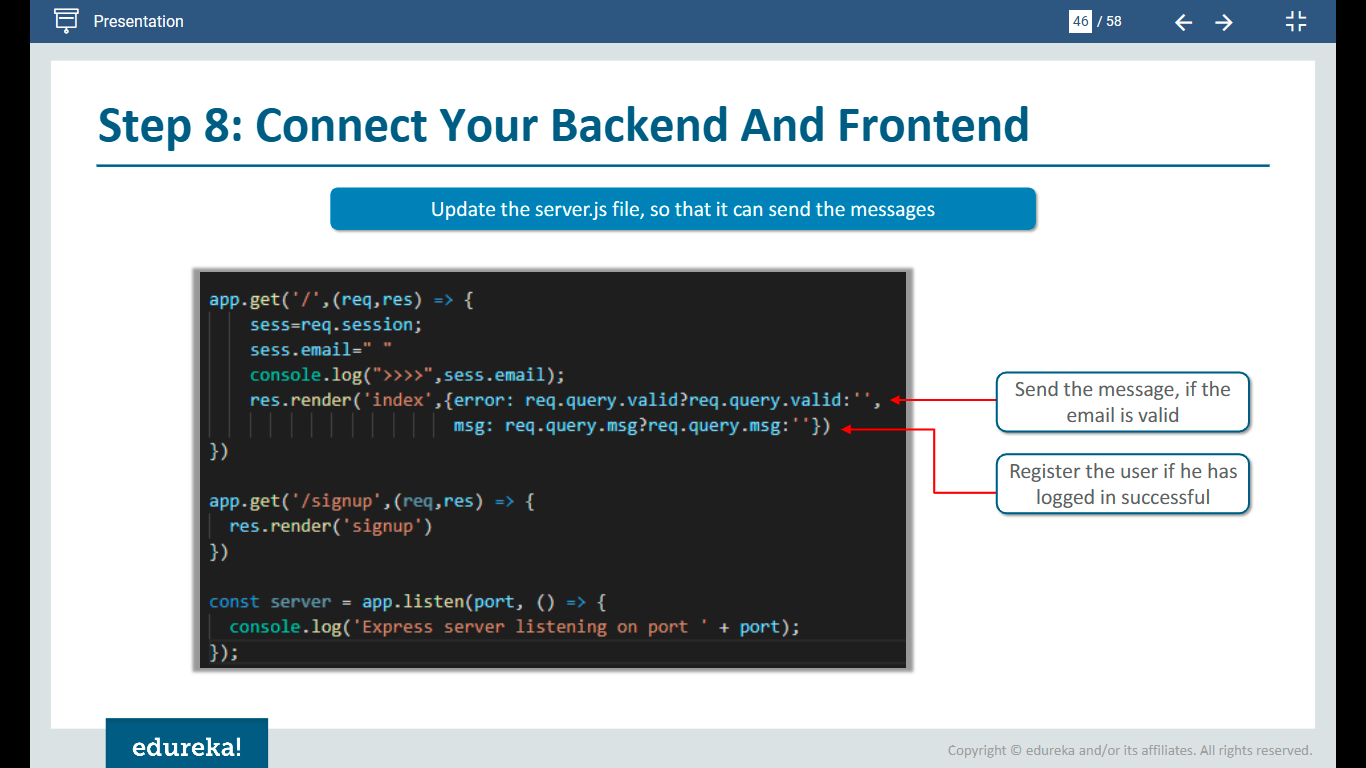 Presentation
46 / 58
Step 8: Connect Your Backend And Frontend
Update the server.js file, so that it can send the messages
app.get('/',(req,res) => {
sess=req.session;
sess.email=" "
console.log(">>>>",sess.email);
res.render('index',{error: req.query.valid?req.query.valid:'',
msg: req.query.msg?req.query.msg:''})
})
app.get('/signup',(req,res) => {
res.render('signup')
})
const server = app.listen(port, () => {
console.log('Express server listening on port ' + port);
});
Send the message, if the
email is valid
Register the user if he has
logged in successful
edureka!
Copyright © edureka and/or its affiliates. All rights reserved.